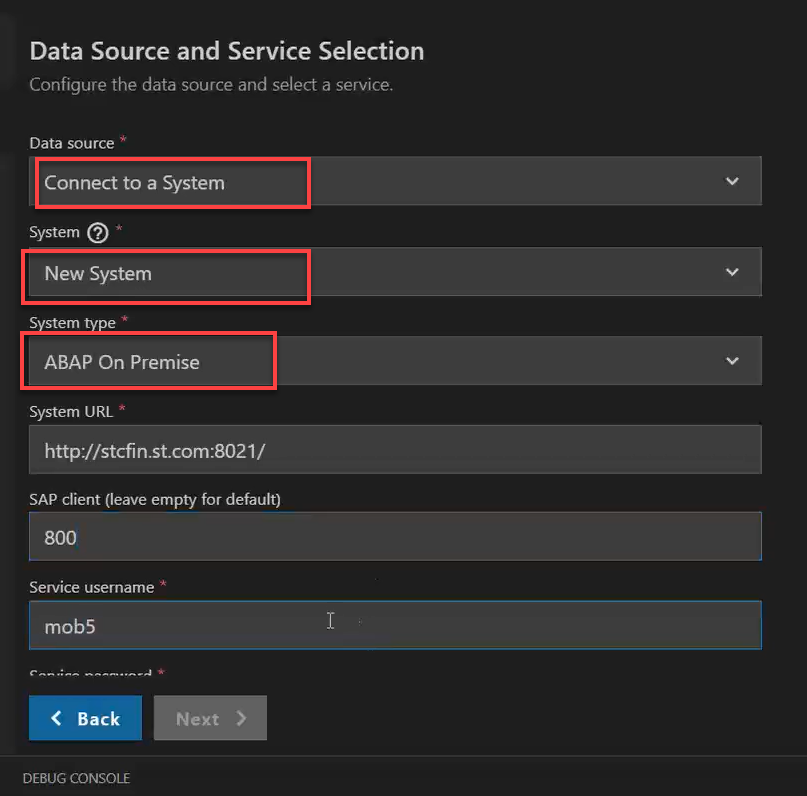 Data Source and Service Selection
Configure the data source and select a service.
Data source *
Connect to a System
System ? *
New System
System type *
ABAP On Premise
System URL *
http://stcfin.st.com:8021/
SAP client (leave empty for default)
800
Service username *
mob5
Service password *
Back
Next
DEBUG CONSOLE